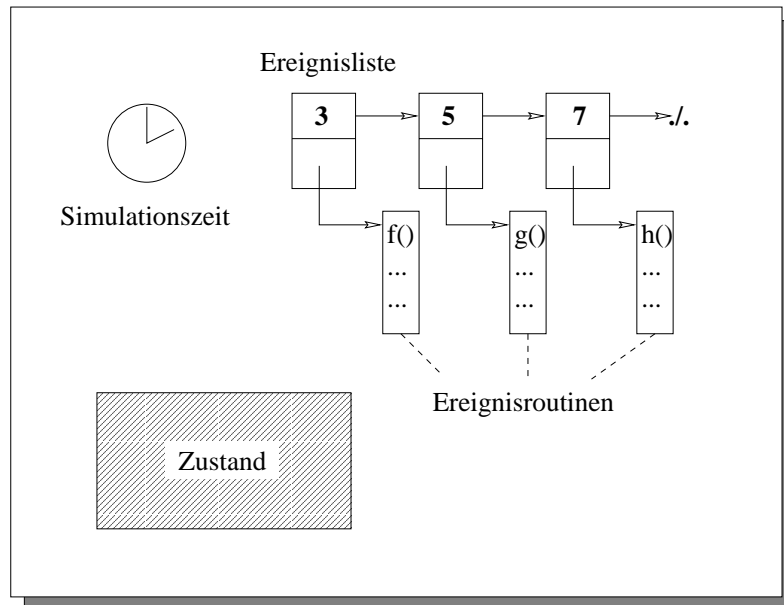 Ereignisliste
3 5 7 ./.
Simulationszeit
f() g() h()
... ... ...
... ... ...
Ereignisroutinen
Zustand